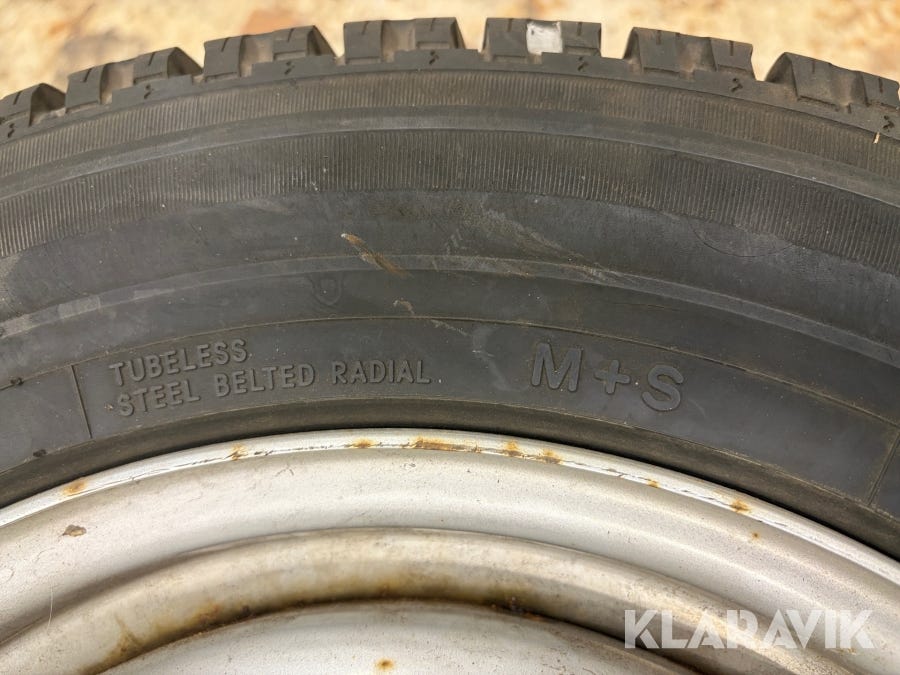 TUBELESS
STEEL BELTED RADIAL
M+S
KLARAVIK